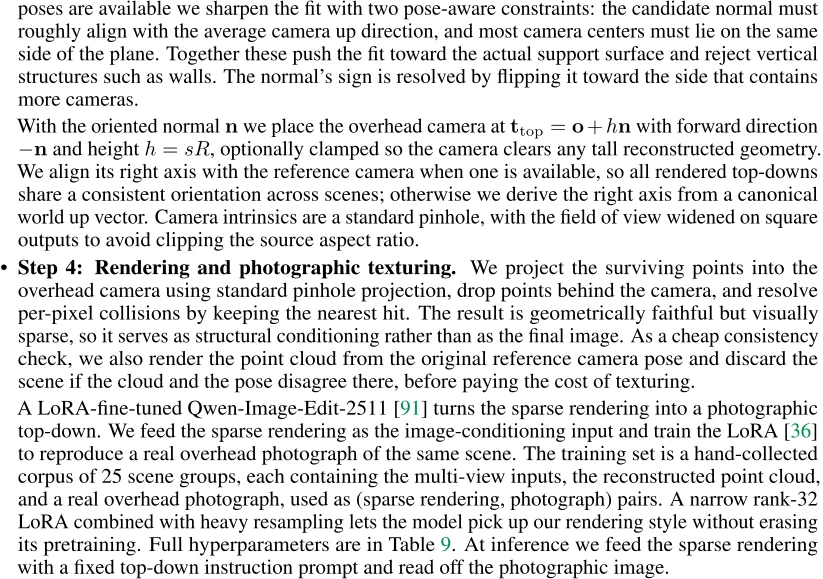 poses are available we sharpen the fit with two pose-aware constraints: the candidate normal must
roughly align with the average camera up direction, and most camera centers must lie on the same
side of the plane. Together these push the fit toward the actual support surface and reject vertical
structures such as walls. The normal's sign is resolved by flipping it toward the side that contains
more cameras.
With the oriented normal n we place the overhead camera at t_top = o + hn with forward direction
−n and height h = sR, optionally clamped so the camera clears any tall reconstructed geometry.
We align its right axis with the reference camera when one is available, so all rendered top-downs
share a consistent orientation across scenes; otherwise we derive the right axis from a canonical
world up vector. Camera intrinsics are a standard pinhole, with the field of view widened on square
outputs to avoid clipping the source aspect ratio.
• Step 4: Rendering and photographic texturing. We project the surviving points into the
overhead camera using standard pinhole projection, drop points behind the camera, and resolve
per-pixel collisions by keeping the nearest hit. The result is geometrically faithful but visually
sparse, so it serves as structural conditioning rather than as the final image. As a cheap consistency
check, we also render the point cloud from the original reference camera pose and discard the
scene if the cloud and the pose disagree there, before paying the cost of texturing.
A LoRA-fine-tuned Qwen-Image-Edit-2511 [91] turns the sparse rendering into a photographic
top-down. We feed the sparse rendering as the image-conditioning input and train the LoRA [36]
to reproduce a real overhead photograph of the same scene. The training set is a hand-collected
corpus of 25 scene groups, each containing the multi-view inputs, the reconstructed point cloud,
and a real overhead photograph, used as (sparse rendering, photograph) pairs. A narrow rank-32
LoRA combined with heavy resampling lets the model pick up our rendering style without erasing
its pretraining. Full hyperparameters are in Table 9. At inference we feed the sparse rendering
with a fixed top-down instruction prompt and read off the photographic image.